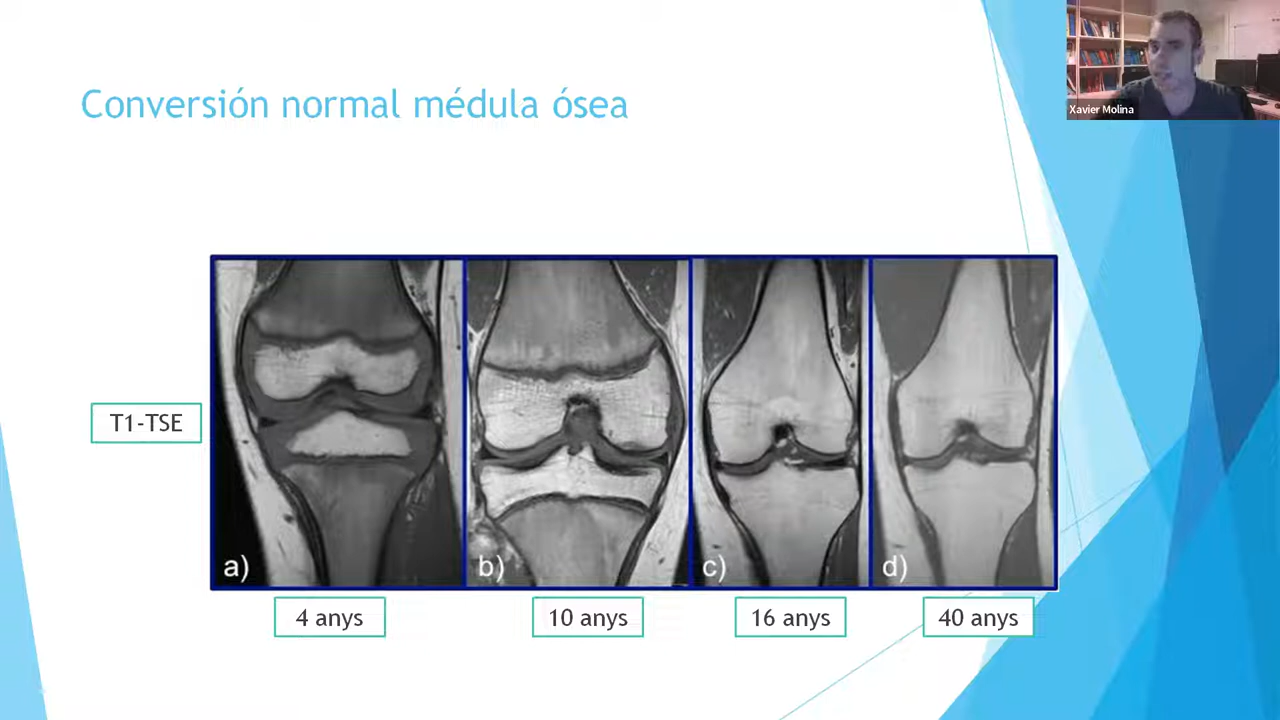 Xavier Molina
Conversión normal médula ósea
T1-TSE
a)
b)
c)
d)
4 anys
10 anys
16 anys
40 anys